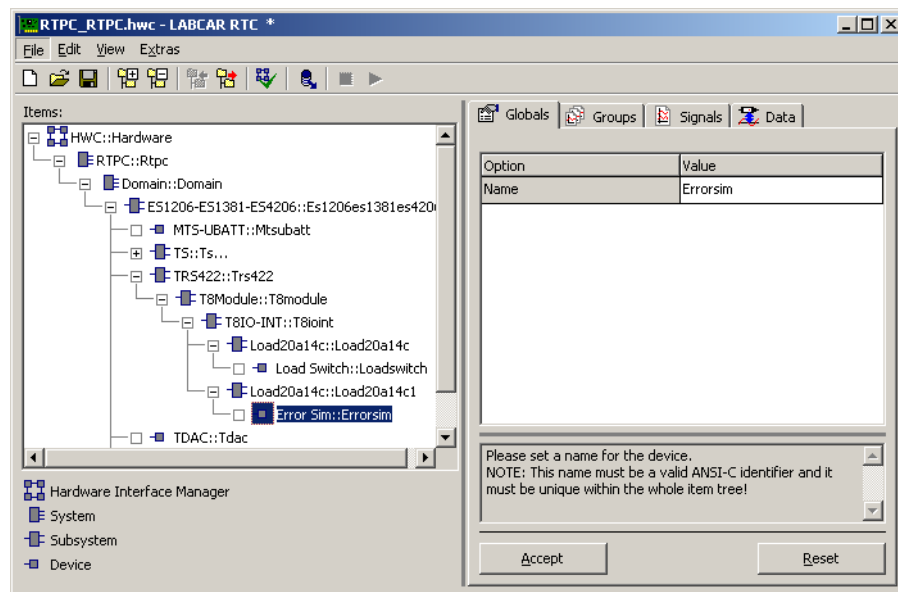 RTPC_RTPC.hwc - LABCAR RTC *
File Edit View Extras
Items:
HWC::Hardware
RTPC::Rtpc
Domain::Domain
ES1206-ES1381-ES4206::Es1206es1381es420
MTS-UBATT::Mtsubatt
TS::Ts...
TRS422::Trs422
T8Module::T8module
T8IO-INT::T8ioint
Load20a14c::Load20a14c
Load Switch::Loadswitch
Load20a14c::Load20a14c1
Error Sim::Errorsim
TDAC::Tdac
Hardware Interface Manager
System
Subsystem
Device
Globals Groups Signals Data
Option Value
Name Errorsim
Please set a name for the device.
NOTE: This name must be a valid ANSI-C identifier and it
must be unique within the whole item tree!
Accept Reset